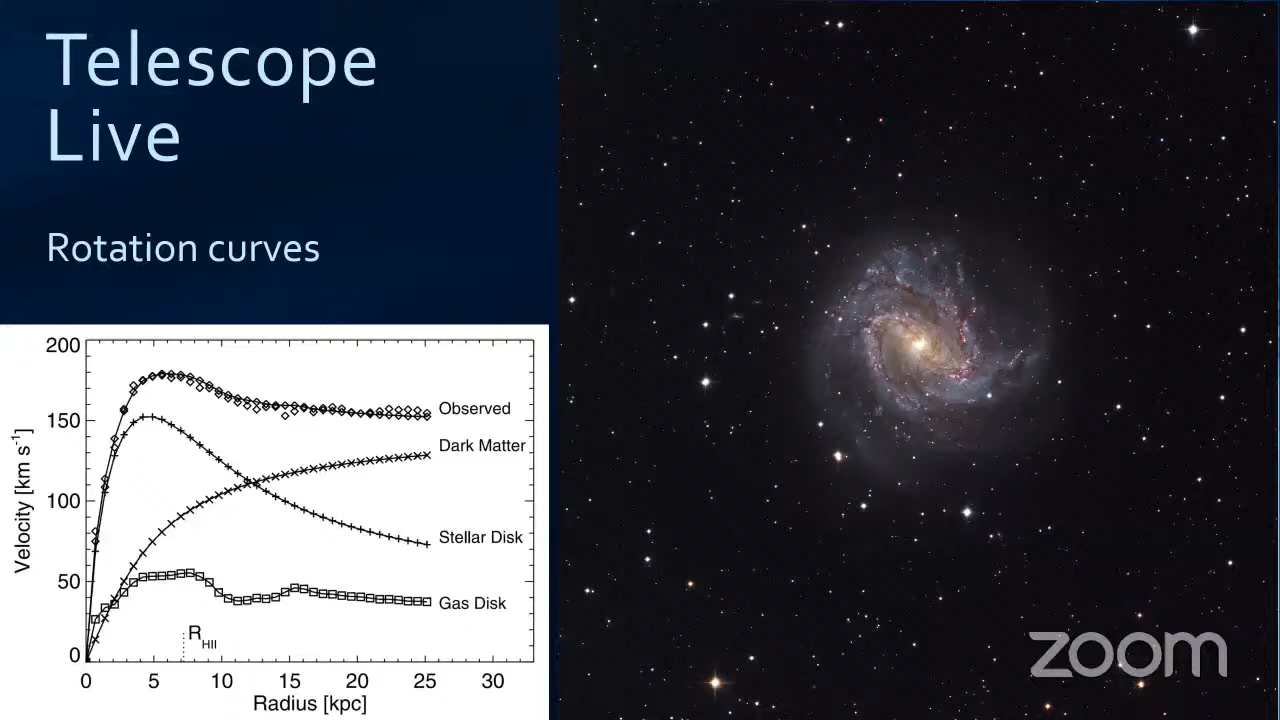 Telescope
Live
Rotation curves
200
150
100
50
0
Velocity [km s-1]
Observed
Dark Matter
Stellar Disk
Gas Disk
RHII
0 5 10 15 20 25 30
Radius [kpc]
zoom